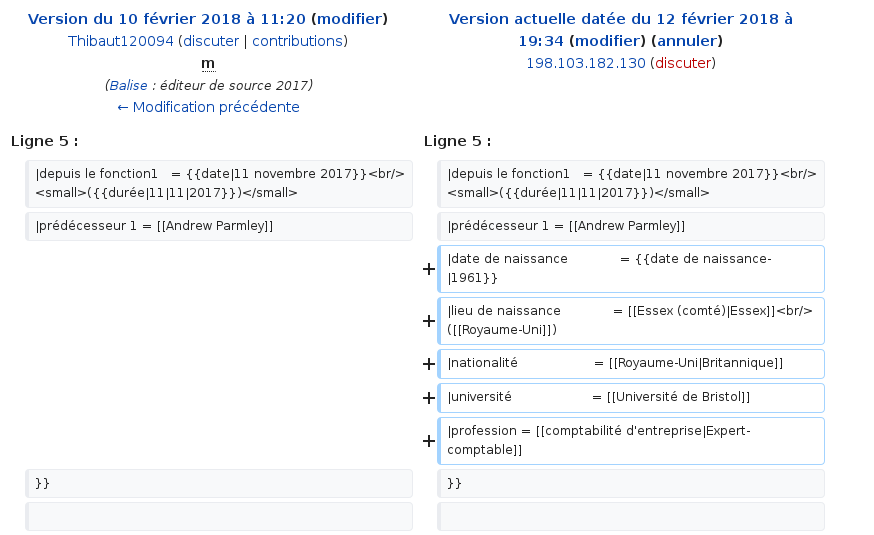 Version du 10 février 2018 à 11:20 (modifier)
Thibaut120094 (discuter | contributions)
m
(Balise : éditeur de source 2017)
← Modification précédente
Version actuelle datée du 12 février 2018 à
19:34 (modifier) (annuler)
198.103.182.130 (discuter)
Ligne 5 :
Ligne 5 :
|depuis le fonction1   = {{date|11 novembre 2017}}<br/>
<small>({{durée|11|11|2017}})</small>
|depuis le fonction1   = {{date|11 novembre 2017}}<br/>
<small>({{durée|11|11|2017}})</small>
|prédécesseur 1 = [[Andrew Parmley]]
|prédécesseur 1 = [[Andrew Parmley]]
+ |date de naissance             = {{date de naissance-
|1961}}
+ |lieu de naissance             = [[Essex (comté)|Essex]]<br/>
([[Royaume-Uni]])
+ |nationalité                   = [[Royaume-Uni|Britannique]]
+ |université                    = [[Université de Bristol]]
+ |profession = [[comptabilité d'entreprise|Expert-
comptable]]
}}
}}